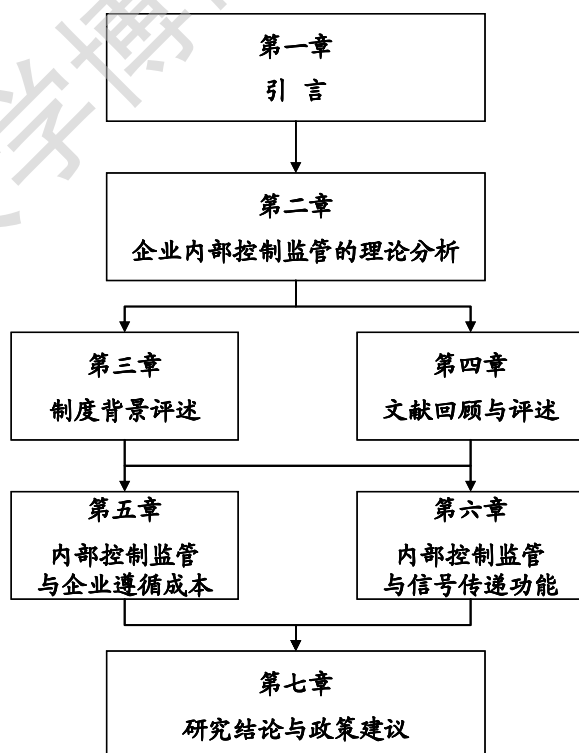 学博
第一章
引 言
第二章
企业内部控制监管的理论分析
第三章
制度背景评述
第四章
文献回顾与评述
第五章
内部控制监管
与企业遵循成本
第六章
内部控制监管
与信号传递功能
第七章
研究结论与政策建议